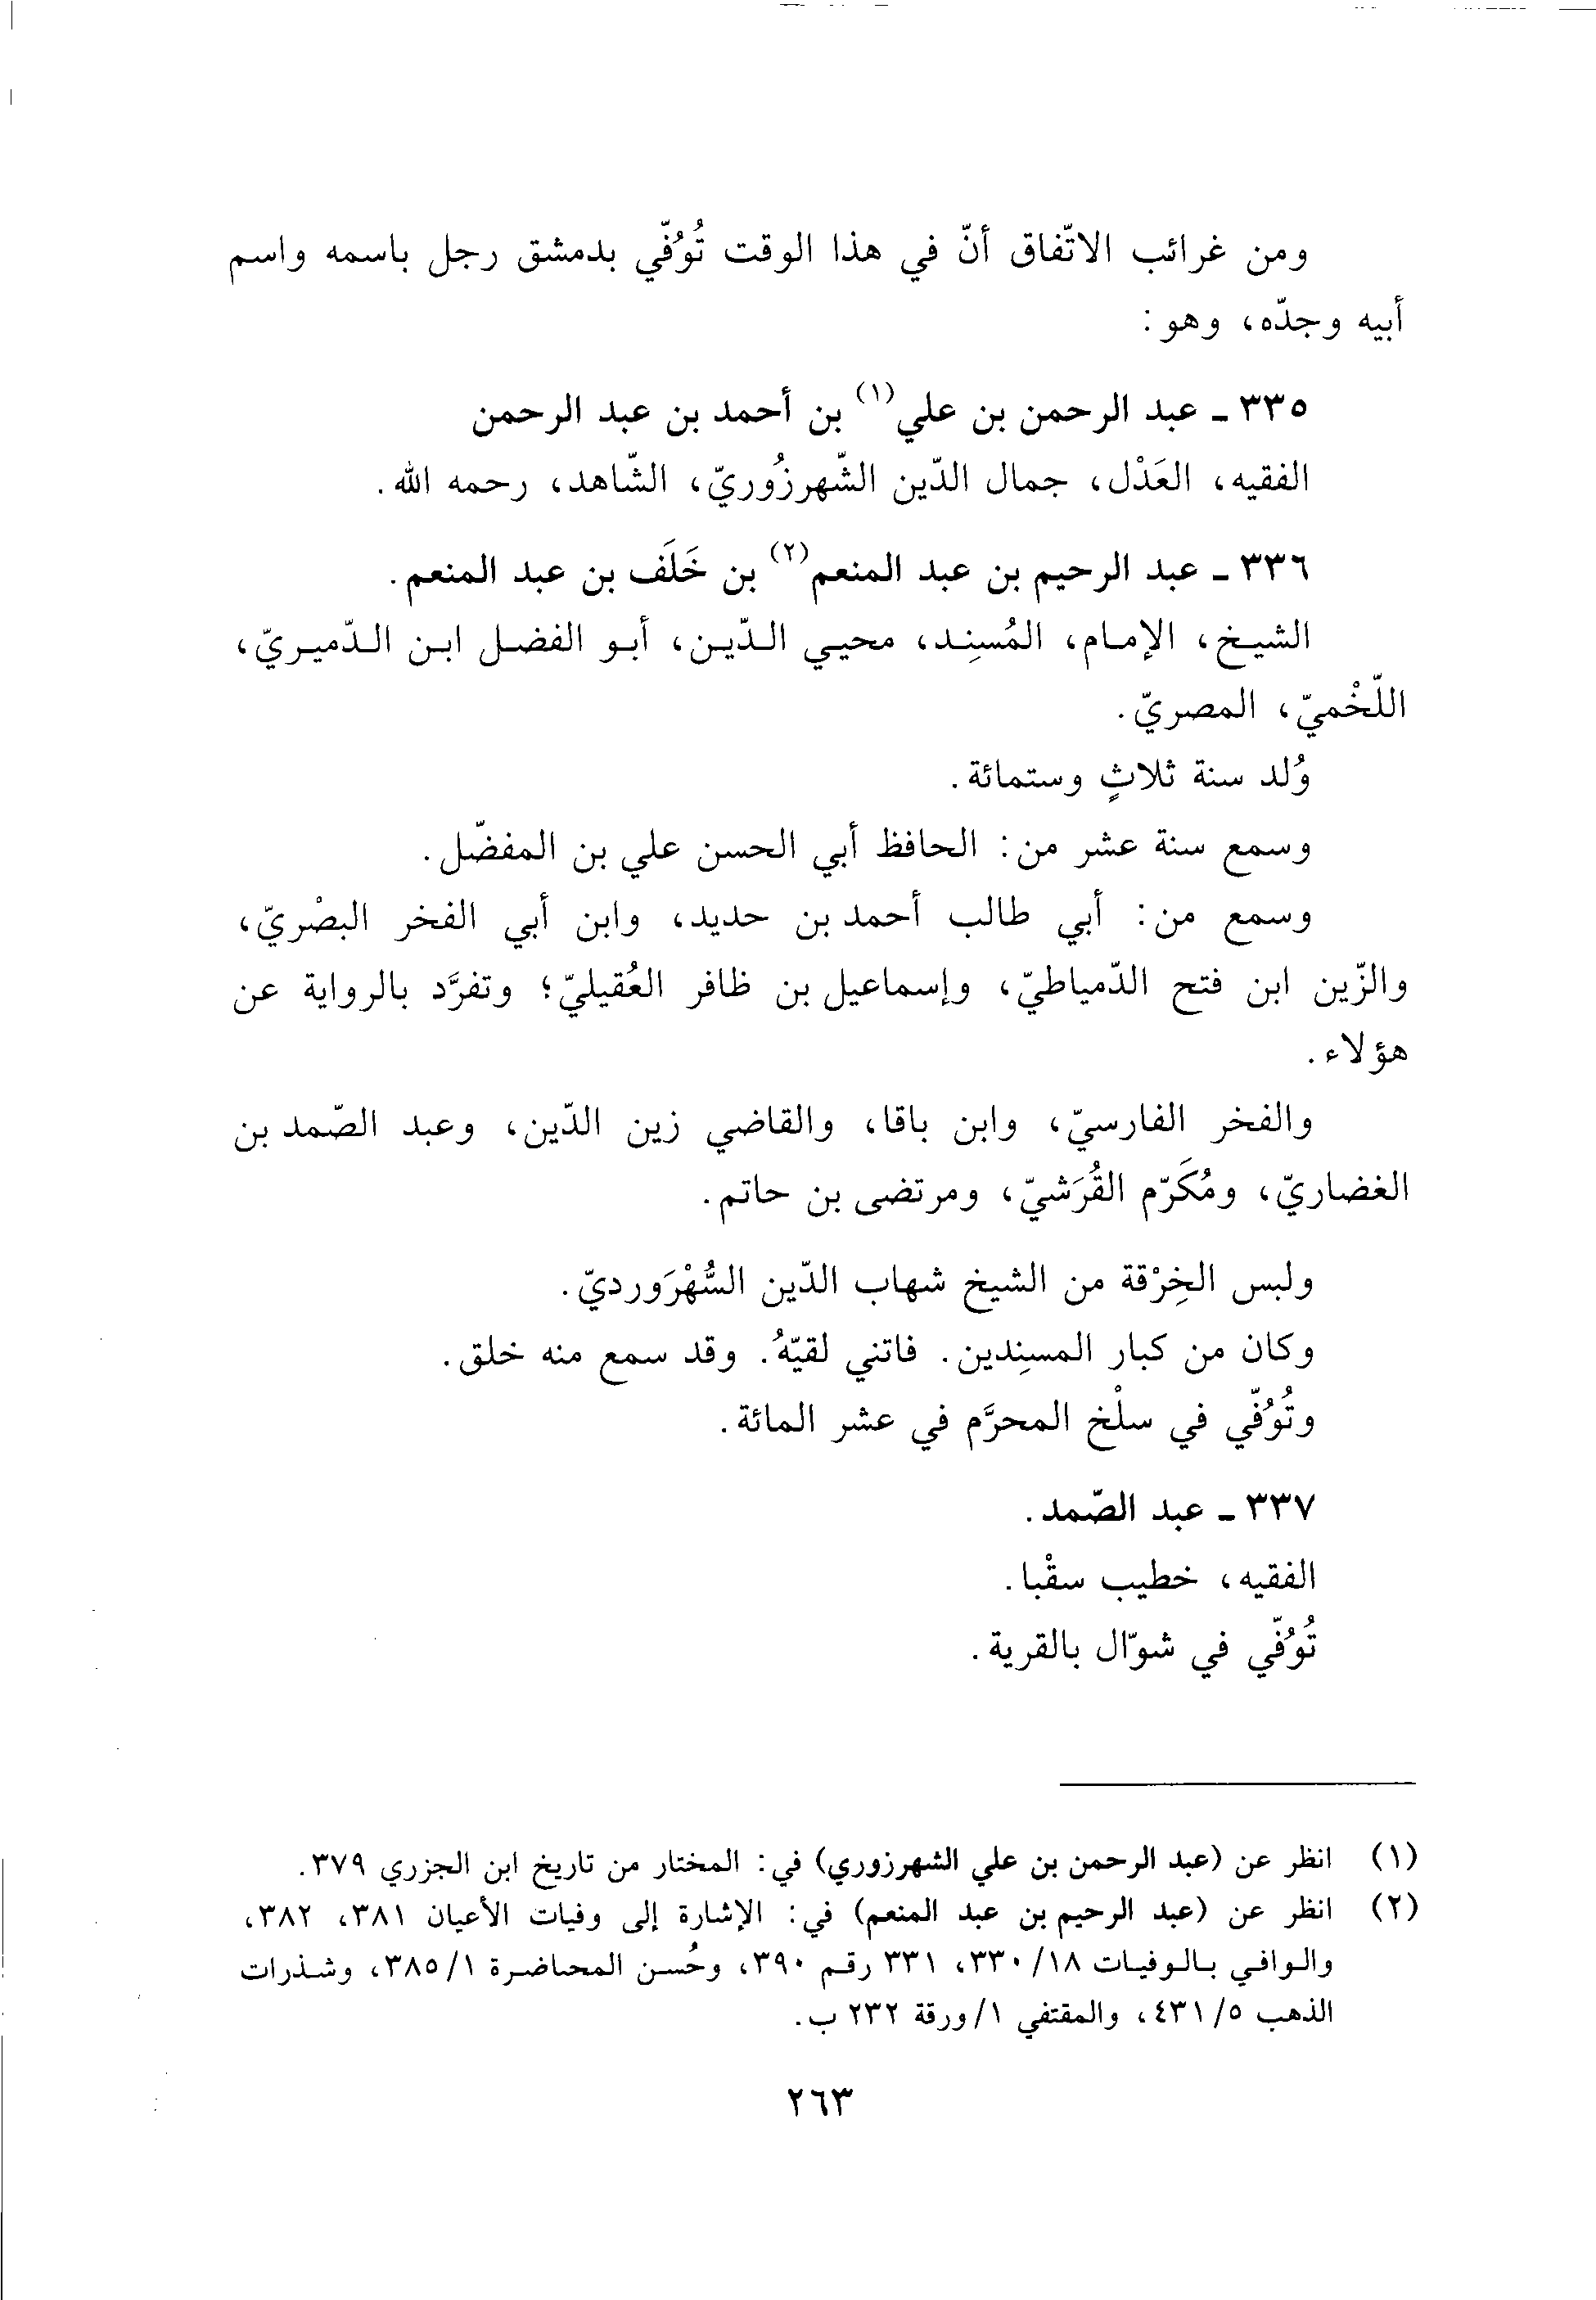 ومن غرائب الاتّفاق أنّ في هذا الوقت تُوُفّي بدمشق رجل باسمه واسم
أبيه وجدّه، وهو:
٣٣٥ ـ عبد الرحمن بن علي(١) بن أحمد بن عبد الرحمن
الفقيه، العَدْل، جمال الدّين الشّهرزُوريّ، الشّاهد، رحمه الله.
٣٣٦ ـ عبد الرحيم بن عبد المنعم(٢) بن خَلَف بن عبد المنعم.
الشيخ، الإمام، المُسنِد، محيي الدّين، أبو الفضل ابن الدّميريّ،
اللّخْميّ، المصريّ.
وُلد سنة ثلاثٍ وستمائة.
وسمع سنة عشر من: الحافظ أبي الحسن علي بن المفضّل.
وسمع من: أبي طالب أحمد بن حديد، وابن أبي الفخر البصْريّ،
والزّين ابن فتح الدّمياطيّ، وإسماعيل بن ظافر العُقيليّ؛ وتفرَّد بالرواية عن
هؤلاء.
والفخر الفارسيّ، وابن باقا، والقاضي زين الدّين، وعبد الصّمد بن
الغضاريّ، ومُكَرّم القُرَشيّ، ومرتضى بن حاتم.
ولبس الخِرْقة من الشيخ شهاب الدّين السُّهْرَورديّ.
وكان من كبار المسنِدين. فاتني لقيّهُ. وقد سمع منه خلق.
وتُوُفّي في سلْخ المحرَّم في عشر المائة.
٣٣٧ ـ عبد الصّمد.
الفقيه، خطيب سقْبا.
تُوُفّي في شوّال بالقرية.
(١) انظر عن (عبد الرحمن بن علي الشهرزوري) في: المختار من تاريخ ابن الجزري ٣٧٩.
(٢) انظر عن (عبد الرحيم بن عبد المنعم) في: الإشارة إلى وفيات الأعيان ٣٨١، ٣٨٢،
والوافي بالوفيات ١٨/ ٣٣٠، ٣٣١ رقم ٣٩٠، وحُسن المحاضرة ١/ ٣٨٥، وشذرات
الذهب ٥/ ٤٣١، والمقتفي ١/ ورقة ٢٣٢ ب.
٢٦٣